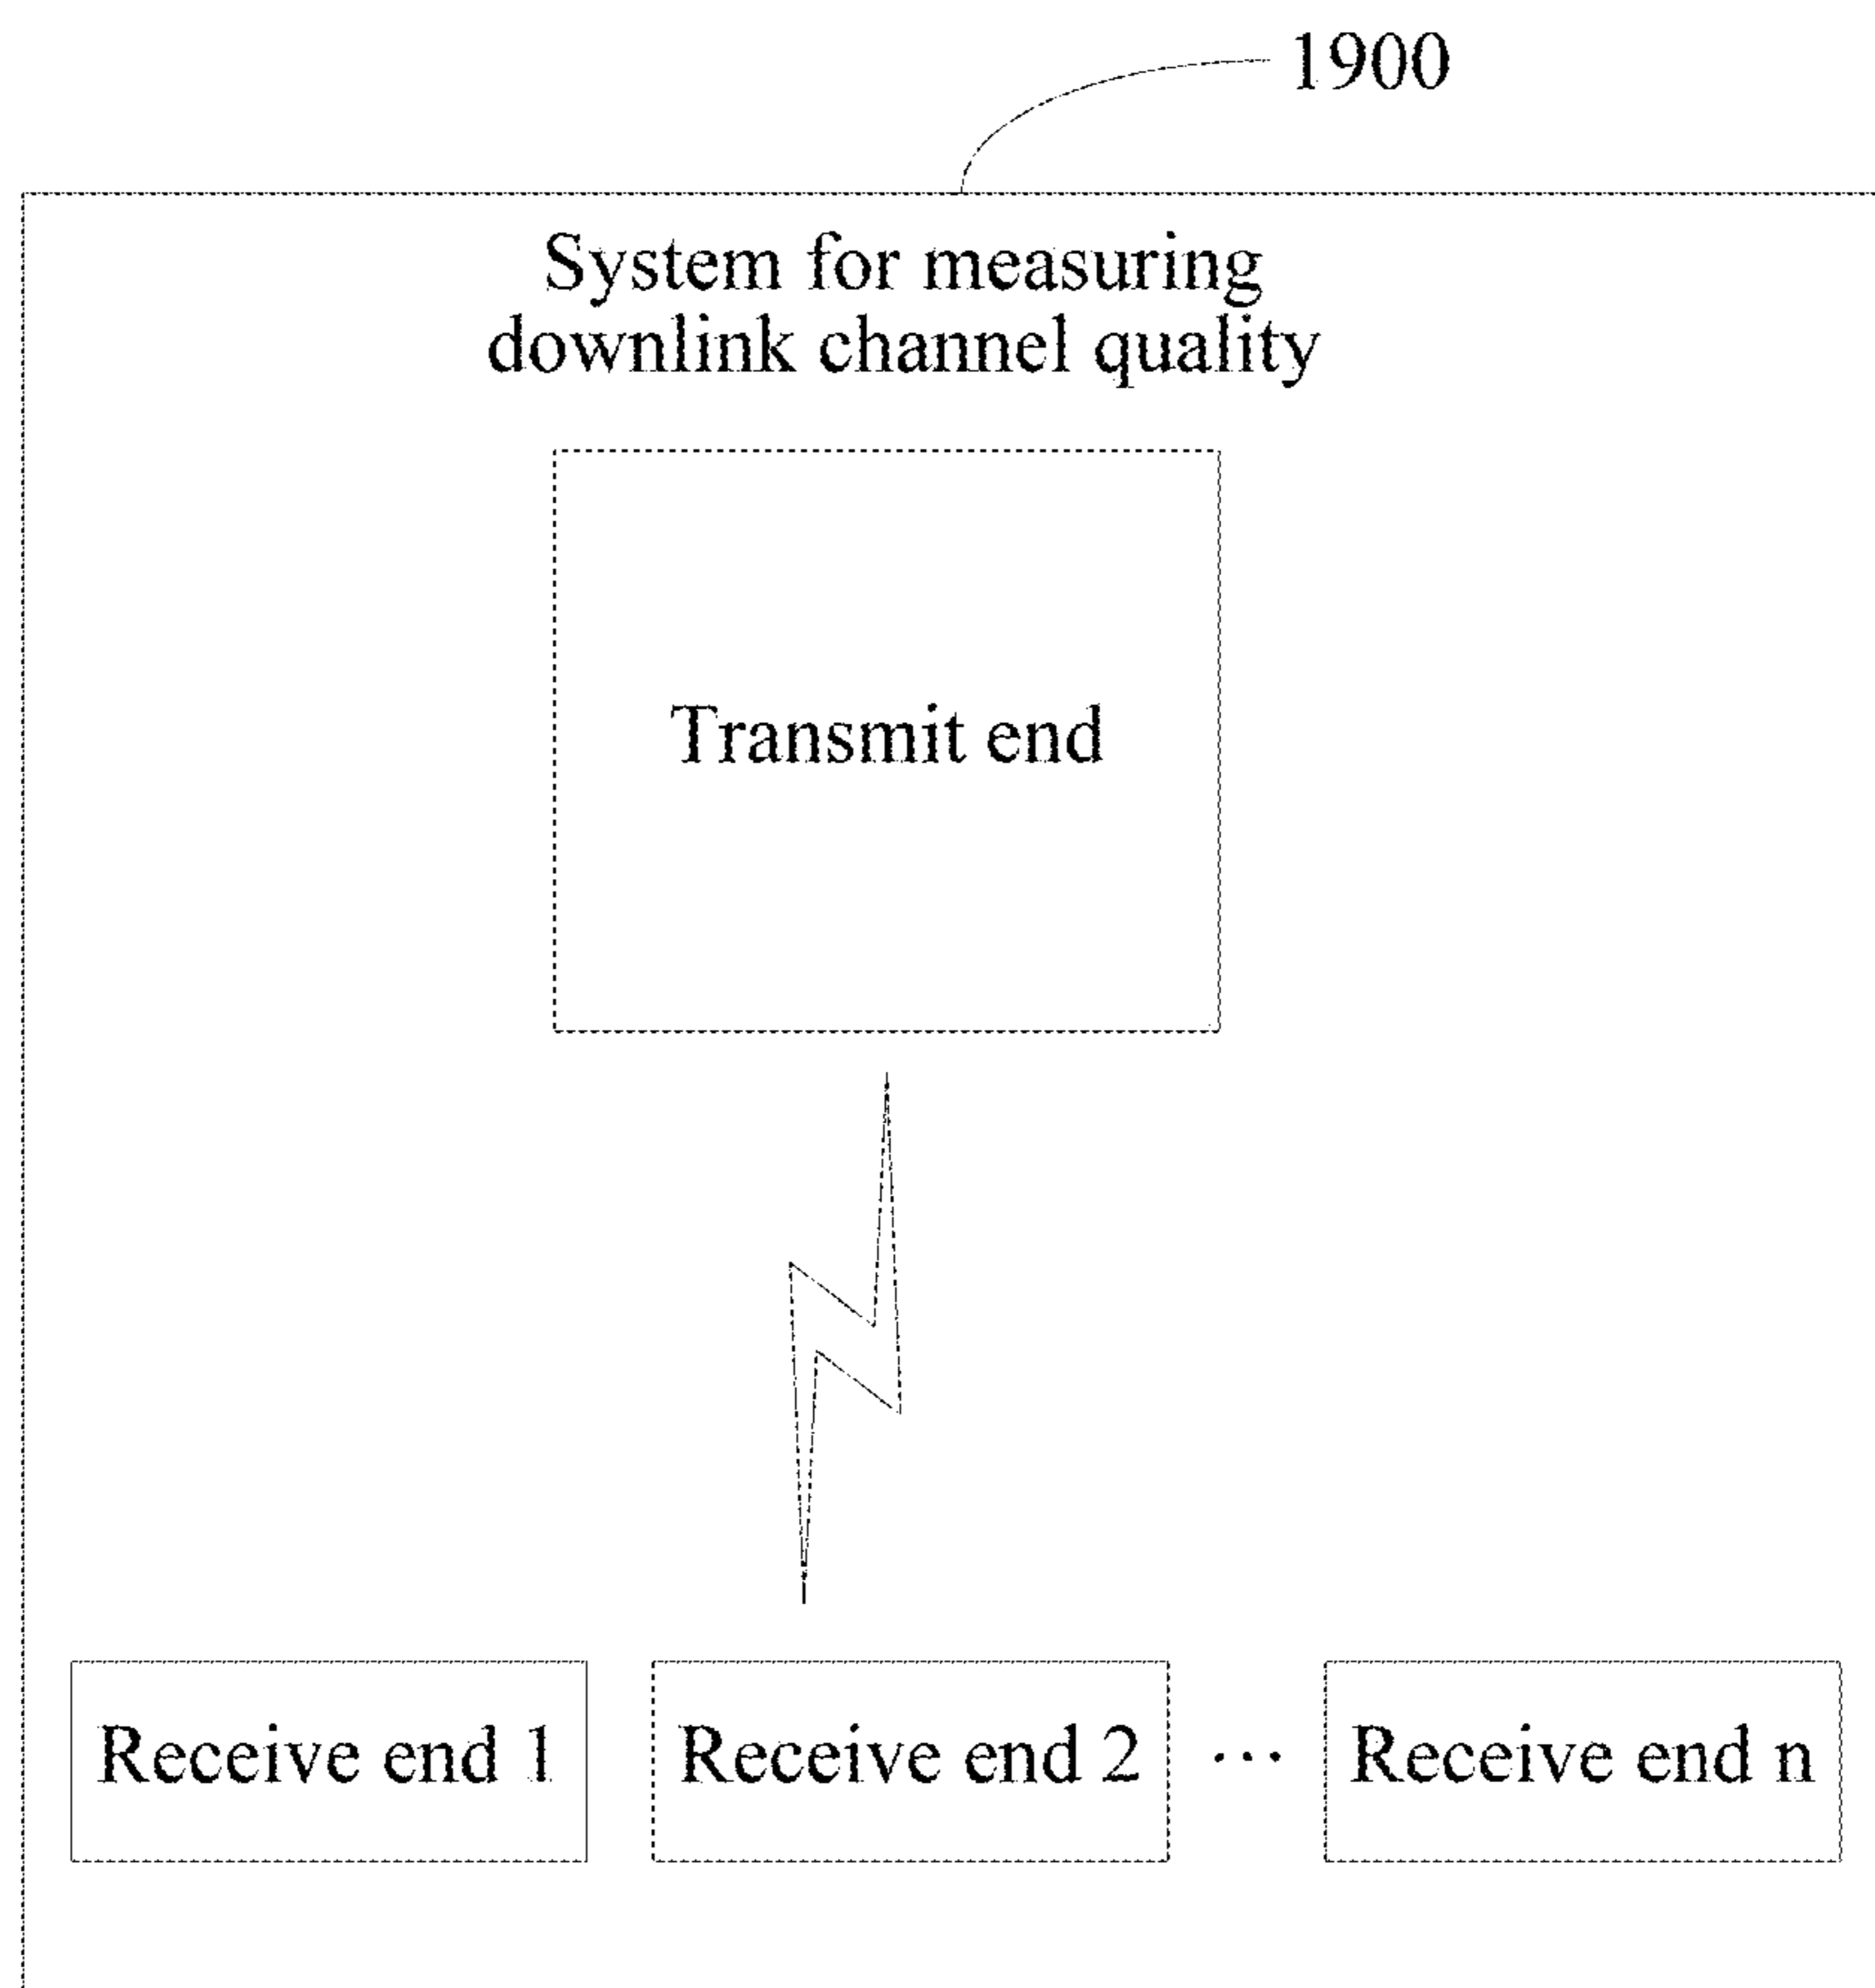 1900
System for measuring
downlink channel quality
Transmit end
Receive end 1
Receive end 2
...
Receive end n